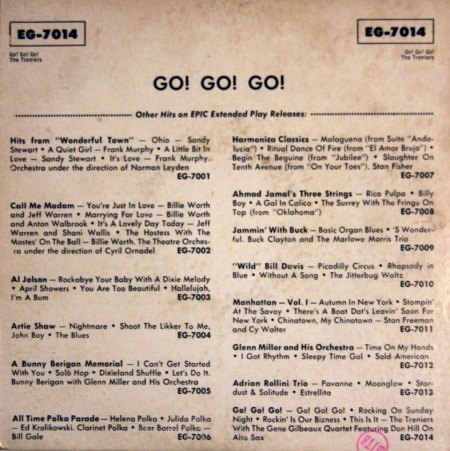 EG-7014
Go! Go! Go!
The Treniers
EG-7014
Go! Go! Go!
The Treniers
GO! GO! GO!
Other Hits on EPIC Extended Play Releases:
Hits from "Wonderful Town" — Ohio - Sandy
Stewart • A Quiet Girl - Frank Murphy • A Little Bit In
Love — Sandy Stewart • It's Love — Frank Murphy..
Orchestra under the direction of Norman Leyden
EG-7001
Call Me Madam — You're Just In Love — Billie Worth
and Jeff Warren • Marrying For Love — Billie Worth
and Anton Walbrook • It's A Lovely Day Today — Jeff
Warren and Shani Wallis • The Hostess With The
Mostes' On The Ball — Billie Worth. The Theatre Orches-
tra under the direction of Cyril Ornadel EG-7002
Al Jolson — Rockabye Your Baby With A Dixie Melody
• April Showers • You Are Too Beautiful • Hallelujah,
I'm A Bum EG-7003
Artie Shaw — Nightmare • Shoot The Likker To Me,
John Boy • The Blues EG-7004
A Bunny Berigan Memorial — I Can't Get Started
With You • Solo Hop • Dixieland Shuffle • Let's Do It.
Bunny Berigan with Glenn Miller and His Orchestra
EG-7005
All Time Polka Parade — Helena Polka • Julida Polka
— Ed Krolikowski. Clarinet Polka • Beer Barrel Polka —
Bill Gale EG-7006
Harmonica Classics — Malaguena (from Suite "Anda-
lucia") • Ritual Dance Of Fire (from "El Amor Brujo") •
Begin The Beguine (from "Jubilee") • Slaughter On
Tenth Avenue (from "On Your Toes"). Stan Fisher
EG-7007
Ahmad Jamal's Three Strings — Rica Pulpa • Billy
Boy • A Gal In Calico • The Surrey With The Fringe On
Top (from "Oklahoma") EG-7008
Jammin' With Buck — Basic Organ Blues • 'S Wonder-
ful. Buck Clayton and The Marlowe Morris Trio
EG-7009
"Wild" Bill Davis — Picadilly Circus • Rhapsody in
Blue • Without A Song • The Jitterbug Waltz
EG-7010
Manhattan — Vol. I — Autumn In New York • Stompin'
At The Savoy • There's A Boat Dat's Leavin' Soon For
New York • Chinatown, My Chinatown — Stan Freeman
and Cy Walter EG-7011
Glenn Miller and His Orchestra — Time On My Hands
• I Got Rhythm • Sleepy Time Gal • Sold American
EG-7012
Adrian Rollini Trio — Pavanne • Moonglow • Star-
dust & Solitude • Estrellita EG-7013
Go! Go! Go! — Go! Go! Go! • Rocking On Sunday
Night • Rockin' Is Our Bizness • This Is It — The Treniers
With The Gene Gilbeaux Quartet Featuring Don Hill On
Alto Sax EG-7014